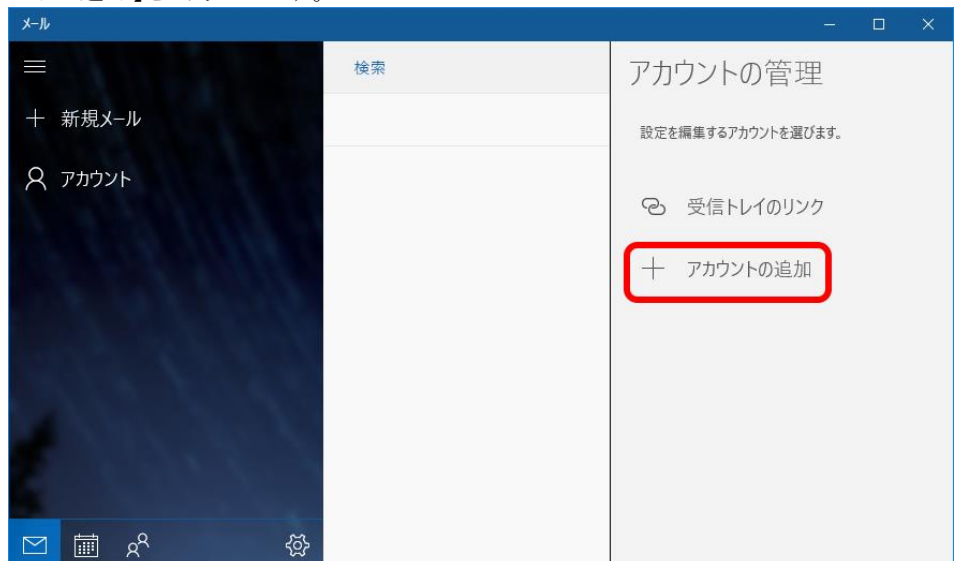 メール
検索
アカウントの管理
新規メール
設定を編集するアカウントを選びます。
アカウント
受信トレイのリンク
アカウントの追加